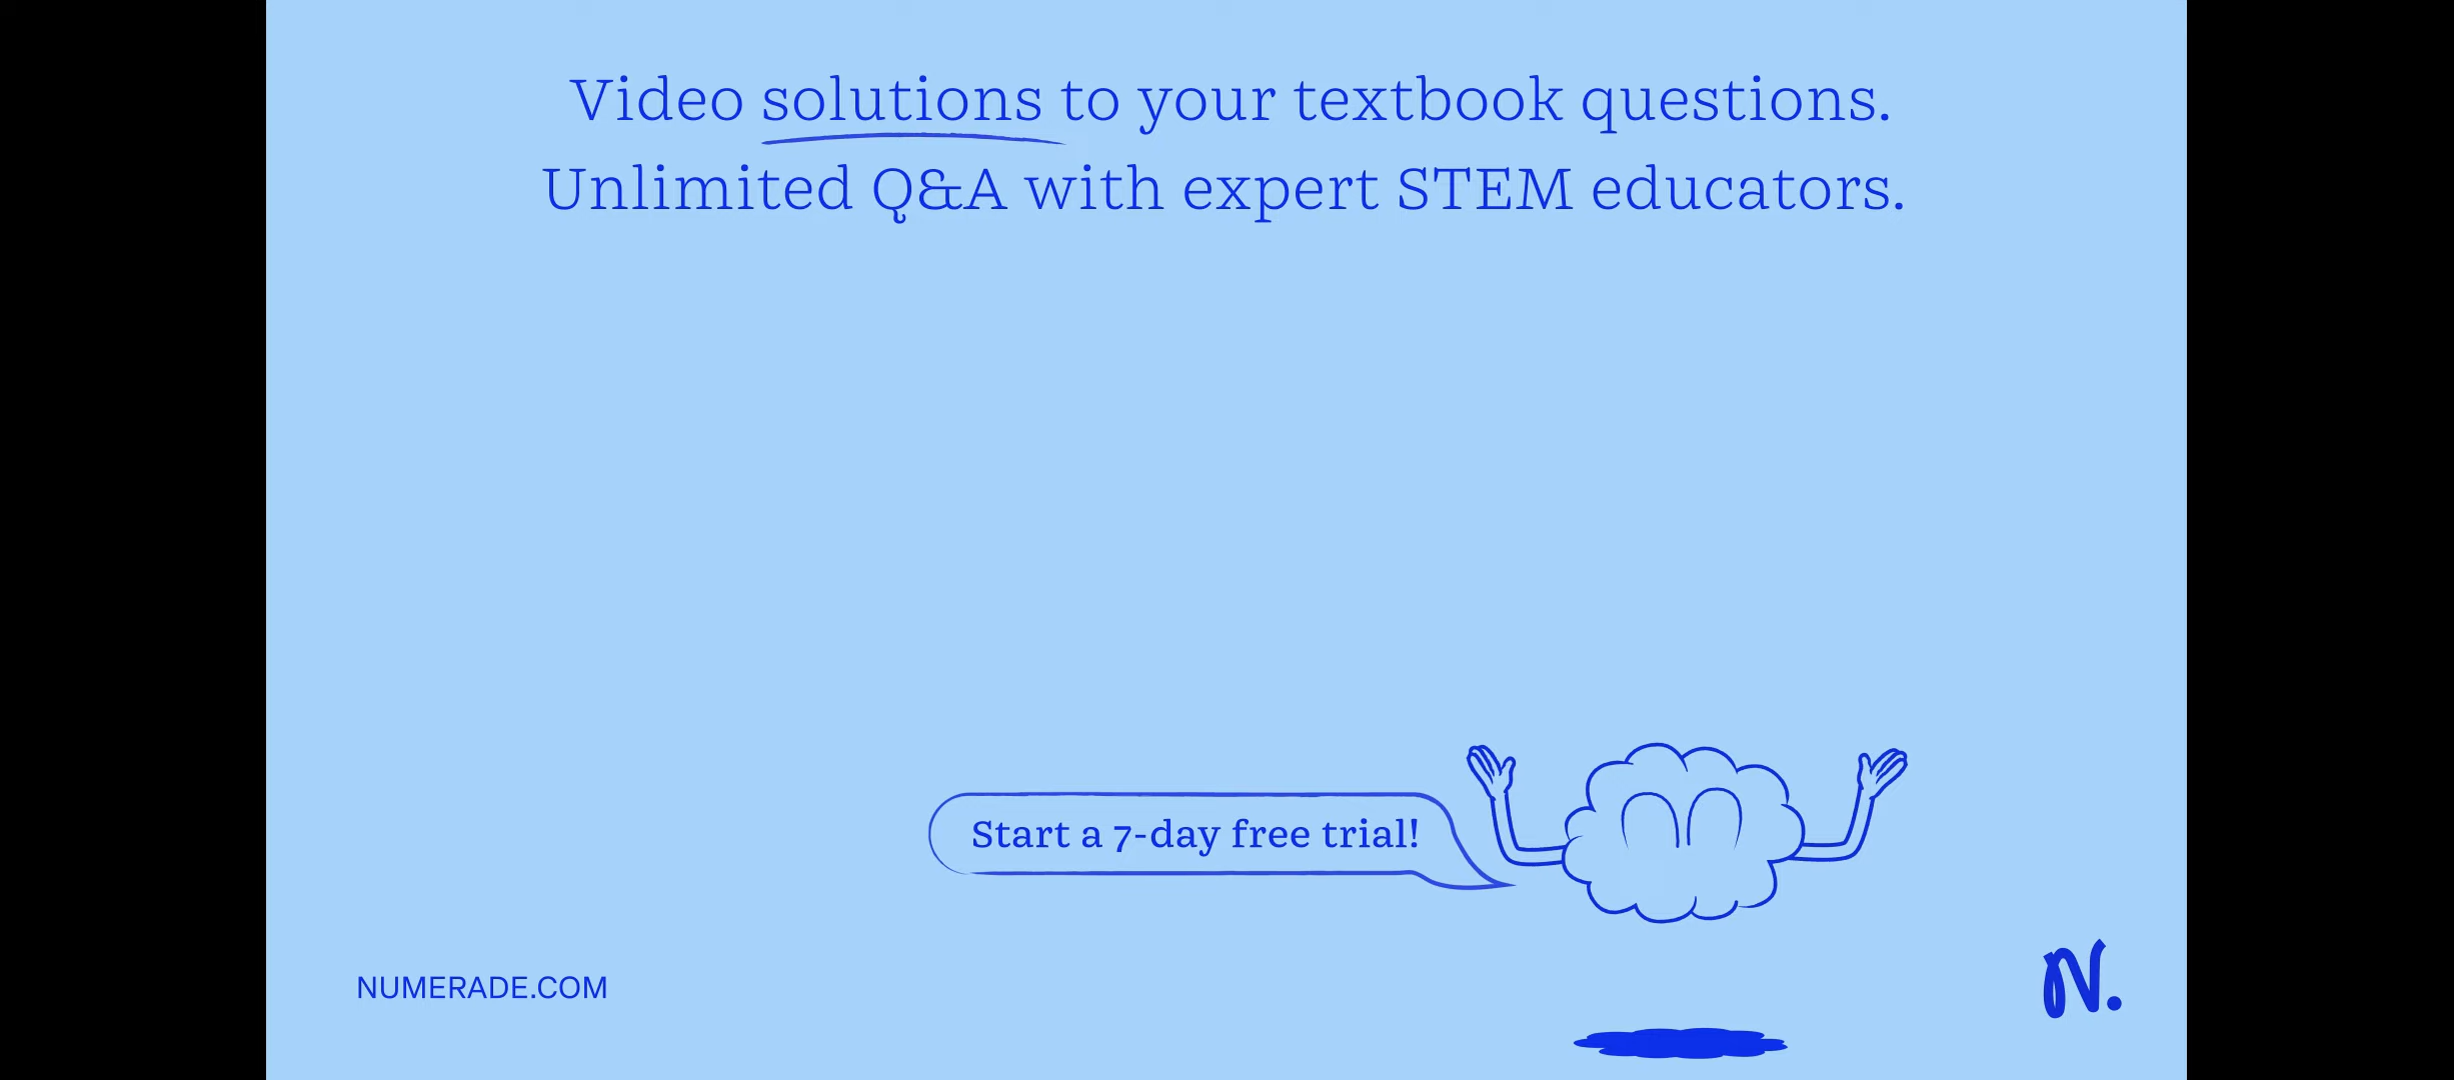 Video solutions to your textbook questions.
Unlimited Q&A with expert STEM educators.
Start a 7-day free trial!
NUMERADE.COM
N.